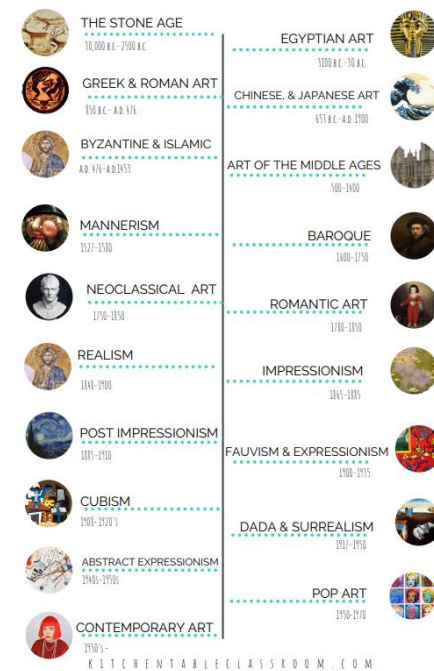 THE STONE AGE
30,000 B.C.-2500 B.C.
EGYPTIAN ART
3100 B.C.-30 B.C.
GREEK & ROMAN ART
850 B.C.- A.D. 476
CHINESE, & JAPANESE ART
653 B.C.-A.D. 1900
BYZANTINE & ISLAMIC
A.D. 476-A.D.1453
ART OF THE MIDDLE AGES
500-1400
MANNERISM
1527-1580
BAROQUE
1600-1750
NEOCLASSICAL ART
1750-1850
ROMANTIC ART
1780-1850
REALISM
1848-1900
IMPRESSIONISM
1865-1885
POST IMPRESSIONISM
1885-1910
FAUVISM & EXPRESSIONISM
1900-1935
CUBISM
1908-1920'S
DADA & SURREALISM
1917-1950
ABSTRACT EXPRESSIONISM
1940s-1950s
POP ART
1950-1970
CONTEMPORARY ART
1950'S -
KITCHENTABLECLASSROOM.COM